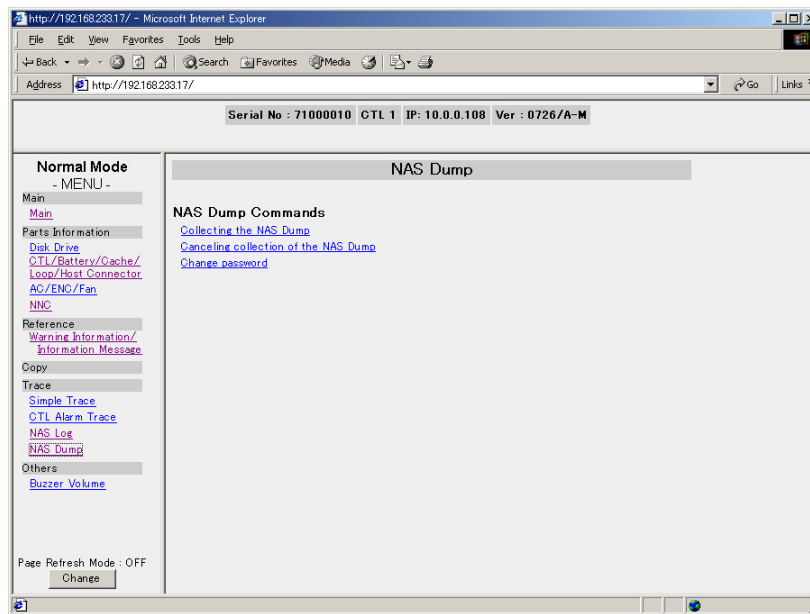 http://192.168.233.17/ - Microsoft Internet Explorer
File Edit View Favorites Tools Help
Back Search Favorites Media
Address http://192.168.233.17/ Go Links
Serial No : 71000010 CTL 1 IP: 10.0.0.108 Ver : 0726/A-M
Normal Mode
- MENU -
Main
Main
Parts Information
Disk Drive
CTL/Battery/Cache/
Loop/Host Connector
AC/ENC/Fan
NNC
Reference
Warning Information/
Information Message
Copy
Trace
Simple Trace
CTL Alarm Trace
NAS Log
NAS Dump
Others
Buzzer Volume
Page Refresh Mode : OFF
Change
NAS Dump
NAS Dump Commands
Collecting the NAS Dump
Canceling collection of the NAS Dump
Change password